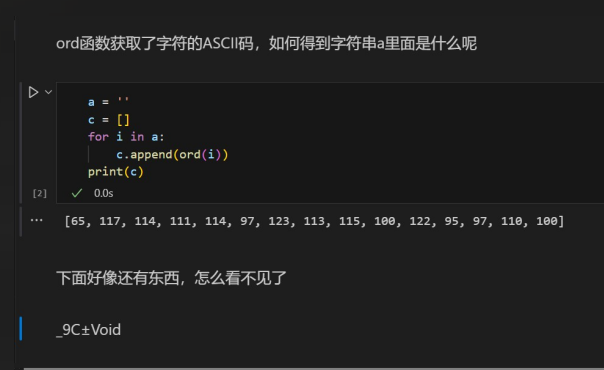 ord函数获取了字符的ASCII码，如何得到字符串a里面是什么呢
a = ''
c = []
for i in a:
    c.append(ord(i))
print(c)
[2]
0.0s
[65, 117, 114, 111, 114, 97, 123, 113, 115, 100, 122, 95, 97, 110, 100]
下面好像还有东西，怎么看不见了
_9C±Void